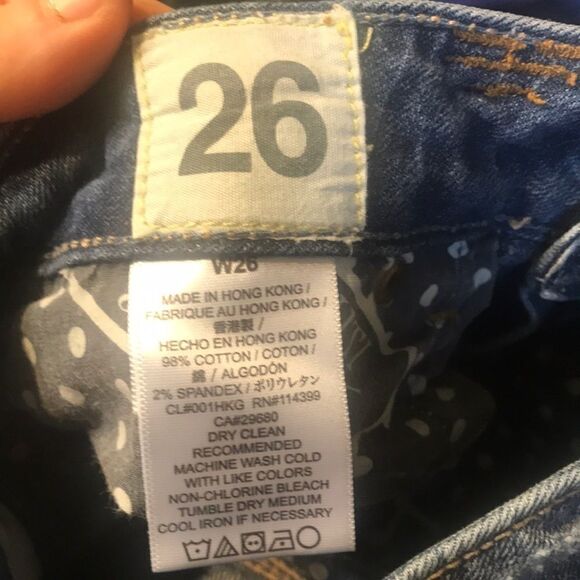 26
W26
MADE IN HONG KONG /
FABRIQUE AU HONG KONG /
香港製 /
HECHO EN HONG KONG
98% COTTON / COTON /
綿 / ALGODÓN
2% SPANDEX / ポリウレタン
CL#001HKG RN#114399
CA#29680
DRY CLEAN
RECOMMENDED
MACHINE WASH COLD
WITH LIKE COLORS
NON-CHLORINE BLEACH
TUMBLE DRY MEDIUM
COOL IRON IF NECESSARY